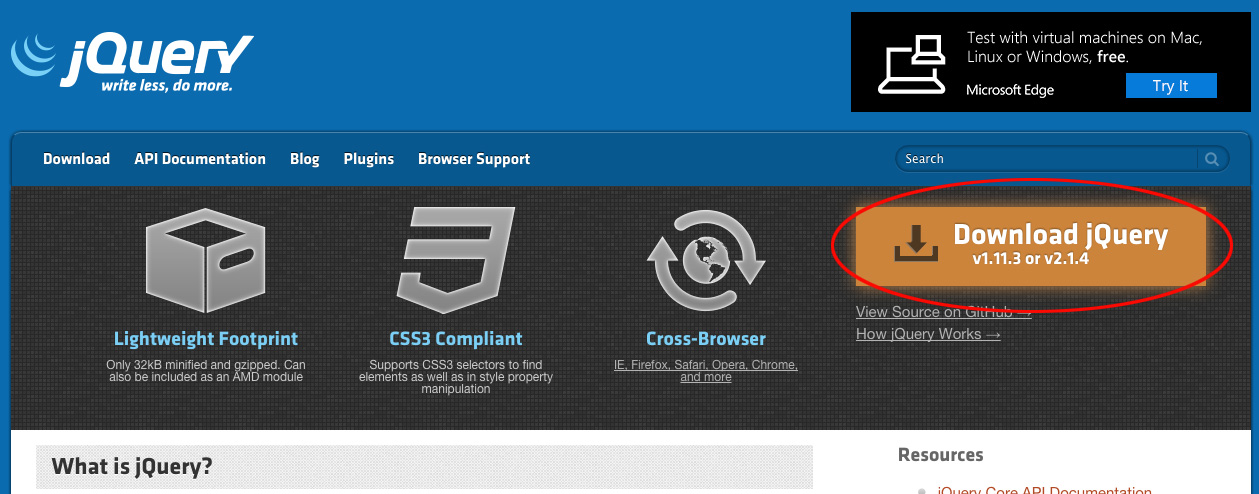 jQuery
write less, do more.
Test with virtual machines on Mac,
Linux or Windows, free.
Microsoft Edge
Try It
Download
API Documentation
Blog
Plugins
Browser Support
Search
Lightweight Footprint
Only 32kB minified and gzipped. Can
also be included as an AMD module
CSS3 Compliant
Supports CSS3 selectors to find
elements as well as in style property
manipulation
Cross-Browser
IE, Firefox, Safari, Opera, Chrome,
and more
Download jQuery
v1.11.3 or v2.1.4
View Source on GitHub →
How jQuery Works →
What is jQuery?
Resources
jQuery Core API Documentation